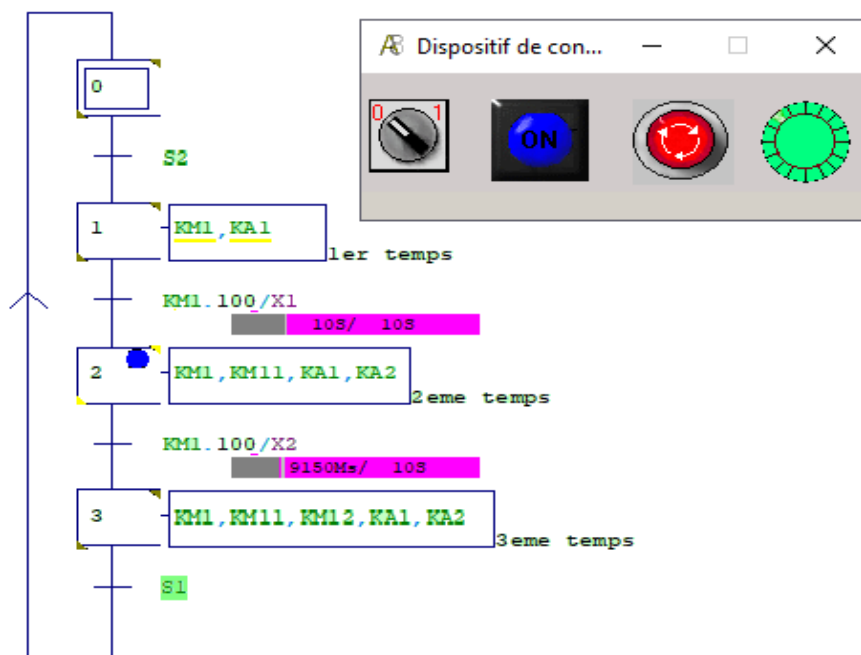 Dispositif de con...
0 1
ON
0
S2
1
KM1,KA1
1er temps
KM1.100/X1
10S/ 10S
2
KM1,KM11,KA1,KA2
2eme temps
KM1.100/X2
9150Ms/ 10S
3
KM1,KM11,KM12,KA1,KA2
3eme temps
S1